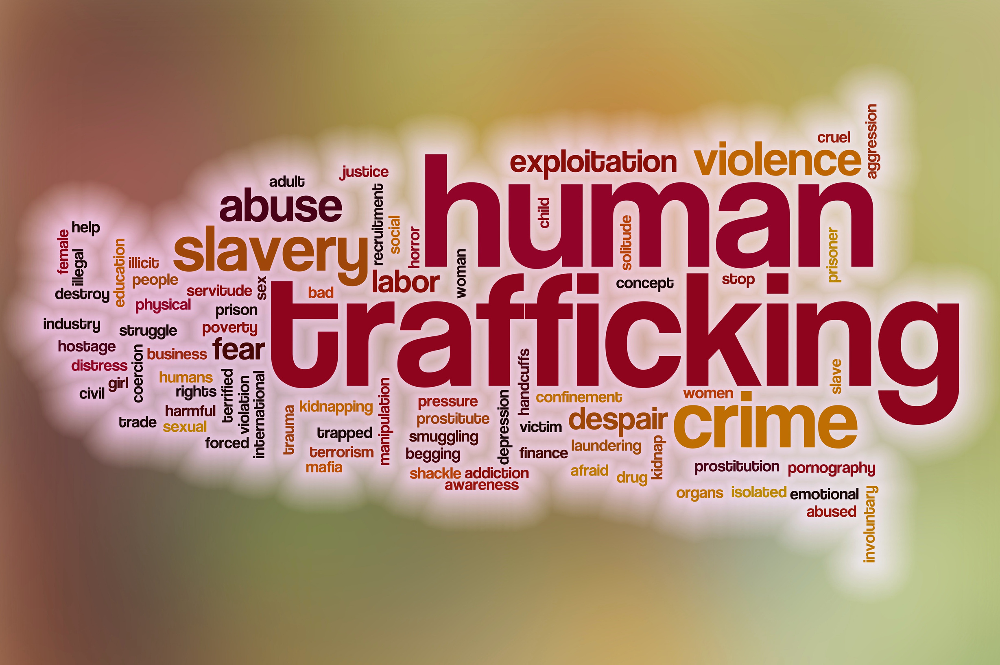 aggression
cruel
violence
exploitation
human
justice
adult
abuse
recruitment
child
social
solitude
horror
help
female
slavery
prisoner
illegal
education
illicit
woman
labor
people
concept
stop
trafficking
sex
servitude
bad
destroy
physical
prison
industry
struggle
poverty
fear
hostage
business
coercion
handcuffs
distress
slave
girl
humans
terrified
civil
rights
violation
international
manipulation
women
crime
confinement
pressure
depression
kidnapping
trauma
harmful
despair
prostitute
trade
sexual
victim
trapped
smuggling
forced
laundering
kidnap
terrorism
begging
finance
mafia
prostitution
pornography
afraid
shackle
addiction
drug
awareness
organs
isolated
emotional
involuntary
abused